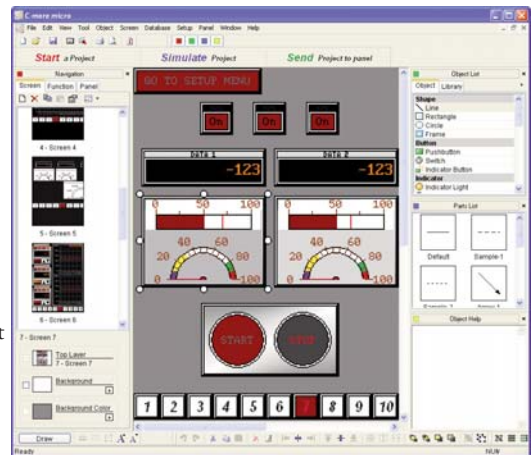 C-more micro
File Edit View Tool Object Screen Database Setup Panel Window Help
Start a Project
Simulate Project
Send Project to panel
Navigation
Screen Function Panel
4 - Screen 4
5 - Screen 5
6 - Screen 6
7 - Screen 7
Top Layer
7 - Screen 7
Background
Background Color
GO TO SETUP MENU
On On On
DATA 1 DATA 2
-123 -123
0 50 100 0 50 100
40 60 40 60
20 80 20 80
0 100 0 100
START STOP
1 2 3 4 5 6 7 8 9 10
Object List
Object Library
Shape
Line
Rectangle
Circle
Frame
Button
Pushbutton
Switch
Indicator Button
Indicator
Indicator Light
Parts List
Default Sample-1
Object Help
Draw
Ready
NUM
t